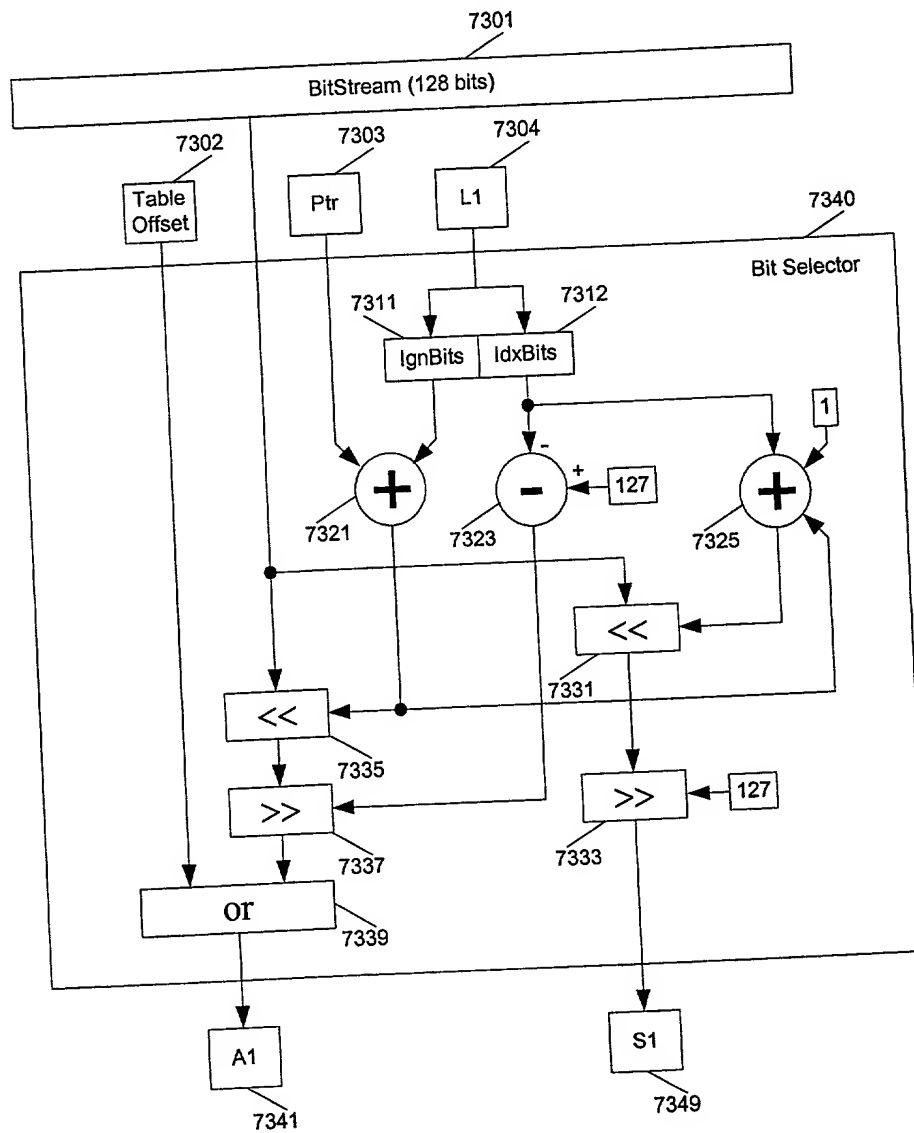 7301
BitStream (128 bits)
7302
7303
7304
Table
Offset
Ptr
L1
7340
Bit Selector
7311
7312
IgnBits
IdxBits
1
+
-
-
+
127
+
7321
7323
7325
<<
7331
<<
7335
>>
7337
>>
127
7333
or
7339
A1
S1
7341
7349